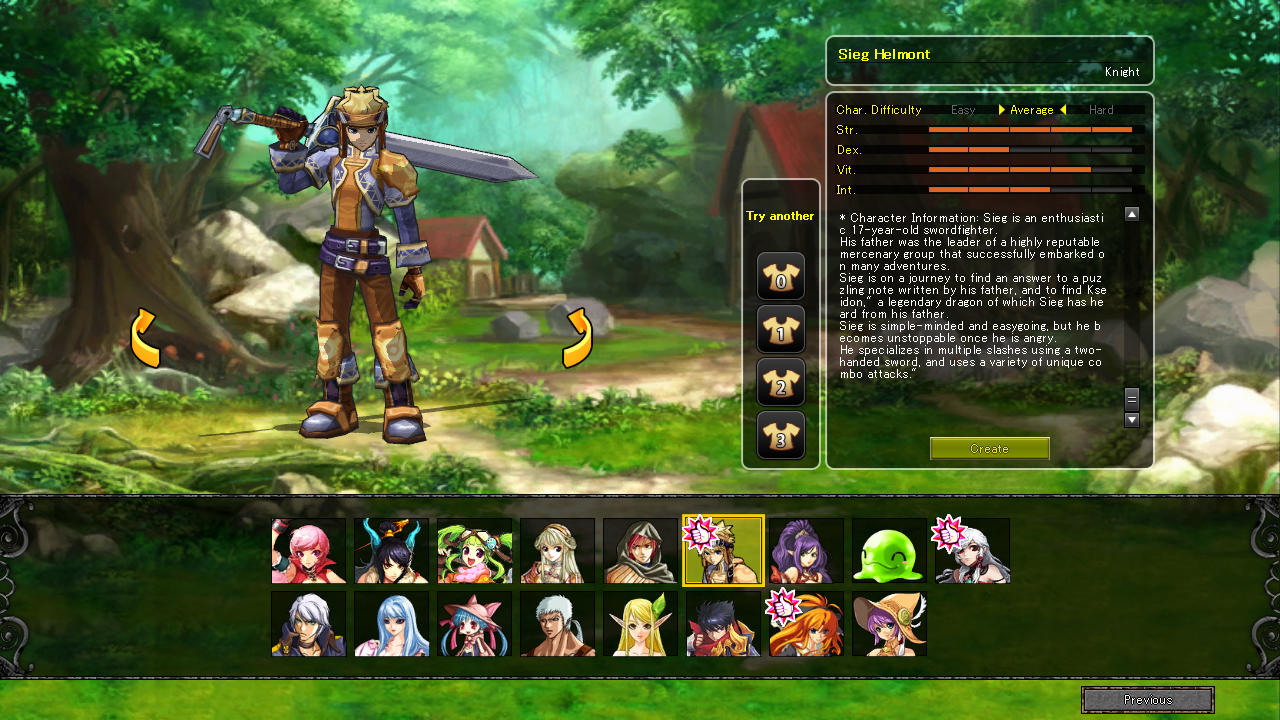 Sieg Helmont
Knight
Char. Difficulty Easy Average Hard
Str.
Dex.
Vit.
Int.
Try another
0
1
2
3
* Character Information: Sieg is an enthusiasti
c 17-year-old swordfighter.
His father was the leader of a highly reputable
mercenary group that successfully embarked o
n many adventures.
Sieg is on a journey to find an answer to a puz
zling note written by his father, and to find Kse
idon," a legendary dragon of which Sieg has he
ard from his father.
Sieg is simple-minded and easygoing, but he b
ecomes unstoppable once he is angry.
He specializes in multiple slashes using a two-
handed sword, and uses a variety of unique co
mbo attacks."
Create
Previous